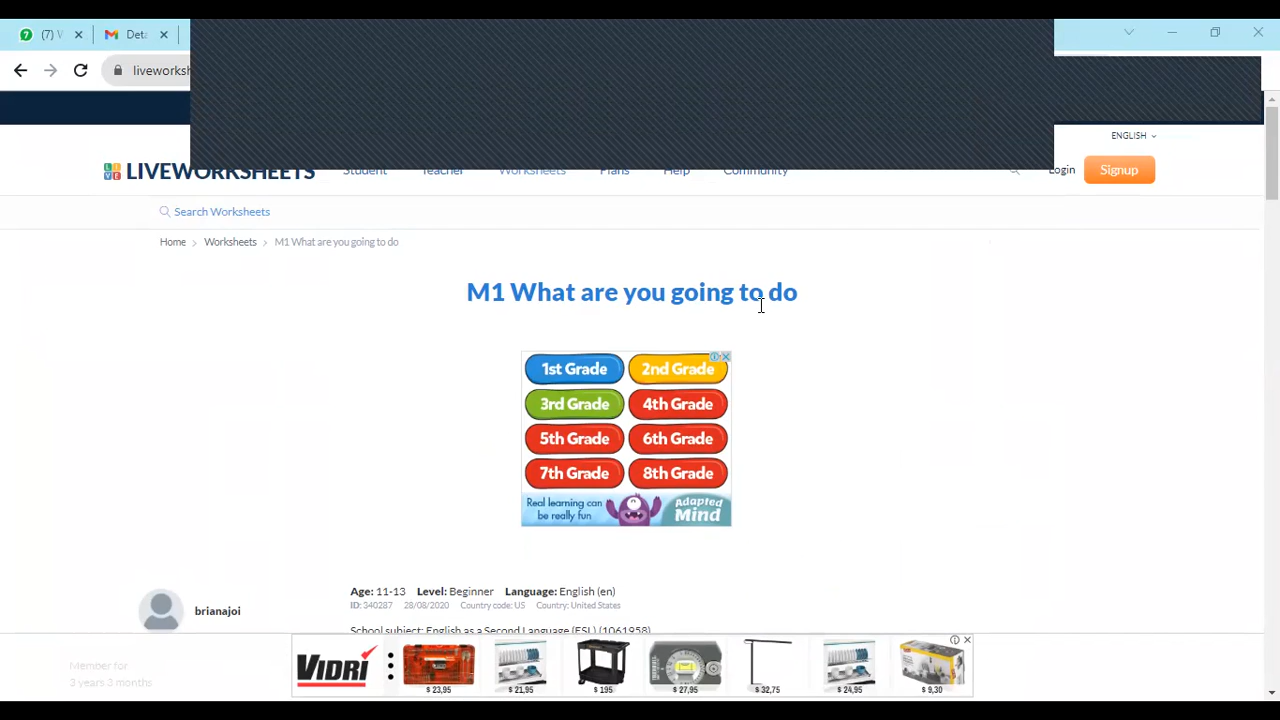 (7) V
Deta
liveworksh
ENGLISH
LIVEWORKSHEETS
Student
Teacher
Worksheets
Plans
Help
Community
Login
Signup
Search Worksheets
Home > Worksheets > M1 What are you going to do
M1 What are you going to do
1st Grade
2nd Grade
3rd Grade
4th Grade
5th Grade
6th Grade
7th Grade
8th Grade
Real learning can
be really fun
Adapted
Mind
Age: 11-13 Level: Beginner Language: English (en)
ID: 340287 28/08/2020 Country code: US Country: United States
brianajoi
School subject: English as a Second Language (ESL) (1061958)
Member for
3 years 3 months
VIDRI
$ 23,95
$ 21,95
$ 195
$ 27,95
$ 32,75
$ 24,95
$ 9,30